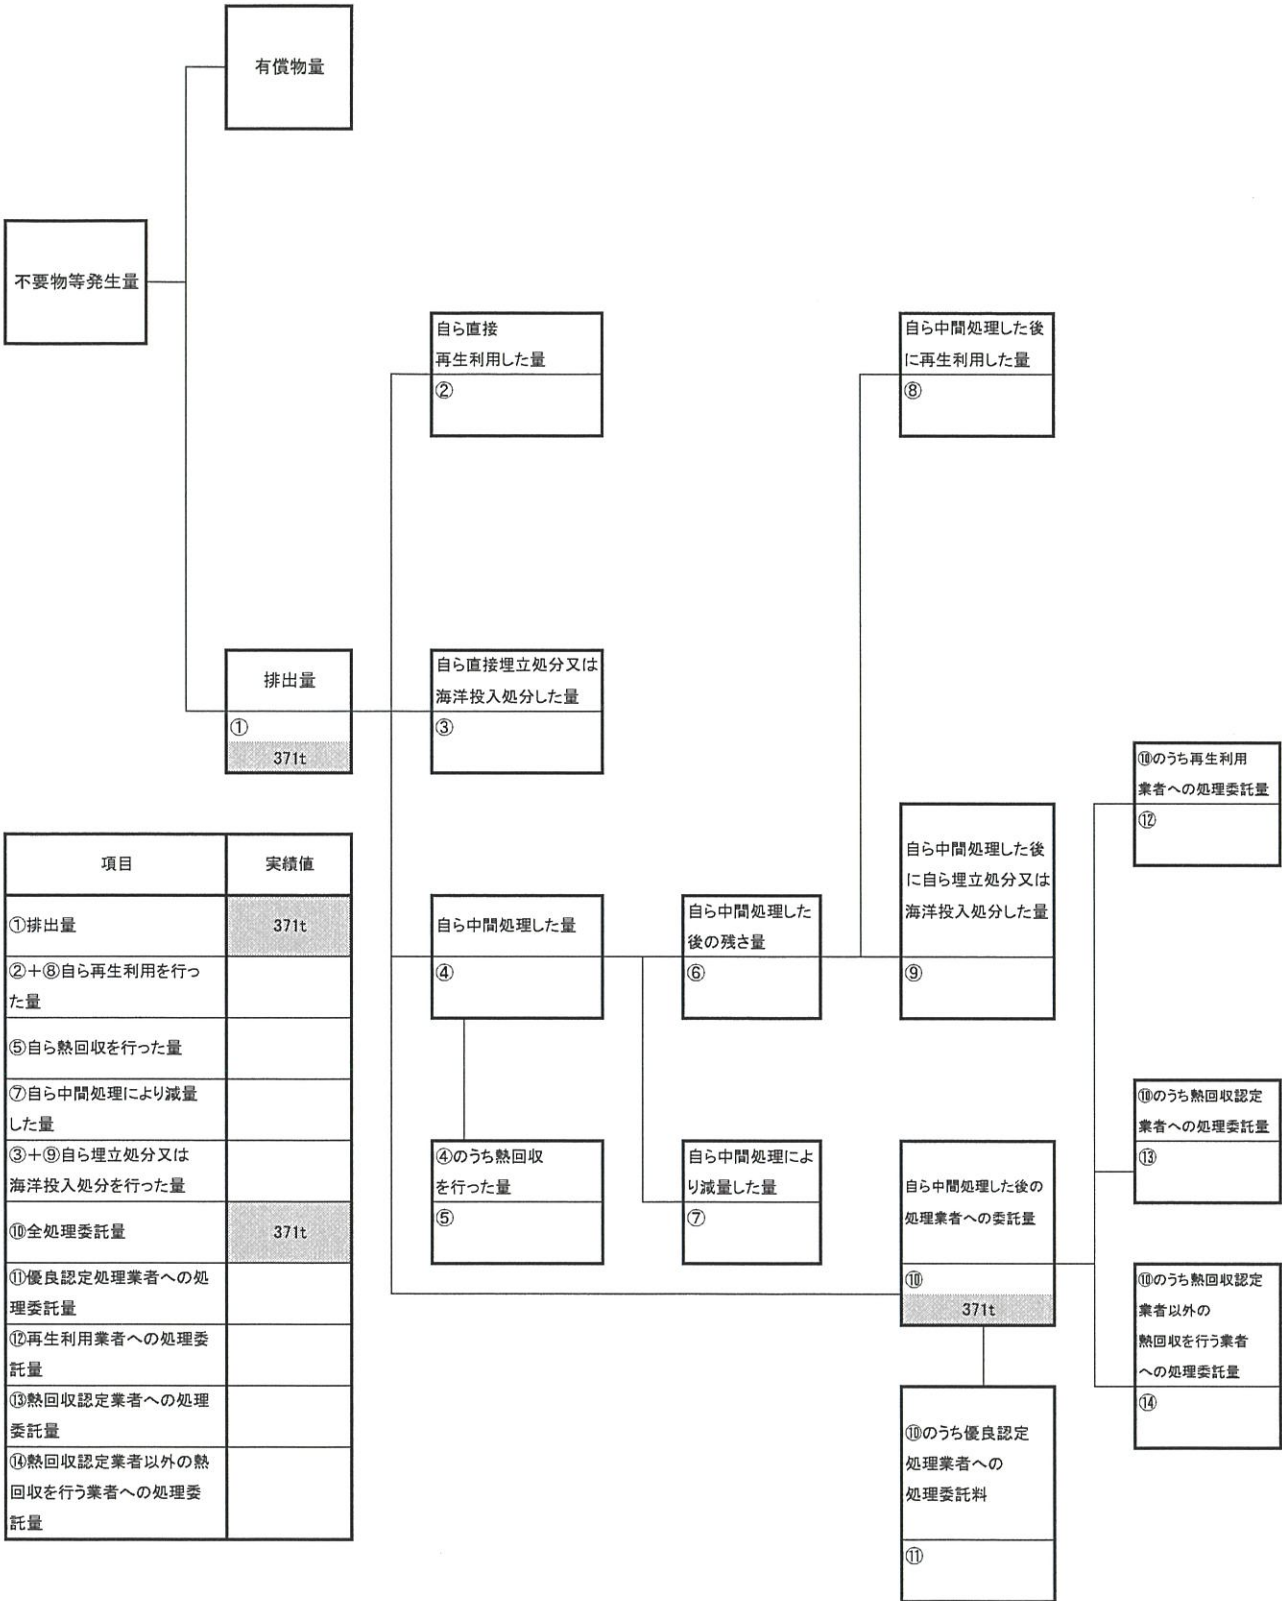 有償物量
不要物等発生量
自ら直接
再生利用した量
②
自ら中間処理した後
に再生利用した量
⑧
排出量
①
371t
自ら直接埋立処分又は
海洋投入処分した量
③
⑩のうち再生利用
業者への処理委託量
⑫
自ら中間処理した量
④
自ら中間処理した
後の残さ量
⑥
自ら中間処理した後
に自ら埋立処分又は
海洋投入処分した量
⑨
⑩のうち熱回収認定
業者への処理委託量
⑬
④のうち熱回収
を行った量
⑤
自ら中間処理によ
り減量した量
⑦
自ら中間処理した後の
処理業者への委託量
⑩
371t
⑩のうち熱回収認定
業者以外の
熱回収を行う業者
への処理委託量
⑭
⑩のうち優良認定
処理業者への
処理委託料
⑪
項目 実績値
①排出量 371t
②+⑧自ら再生利用を行っ
た量
⑤自ら熱回収を行った量
⑦自ら中間処理により減量
した量
③+⑨自ら埋立処分又は
海洋投入処分を行った量
⑩全処理委託量 371t
⑪優良認定処理業者への処
理委託量
⑫再生利用業者への処理委
託量
⑬熱回収認定業者への処理
委託量
⑭熱回収認定業者以外の熱
回収を行う業者への処理委
託量